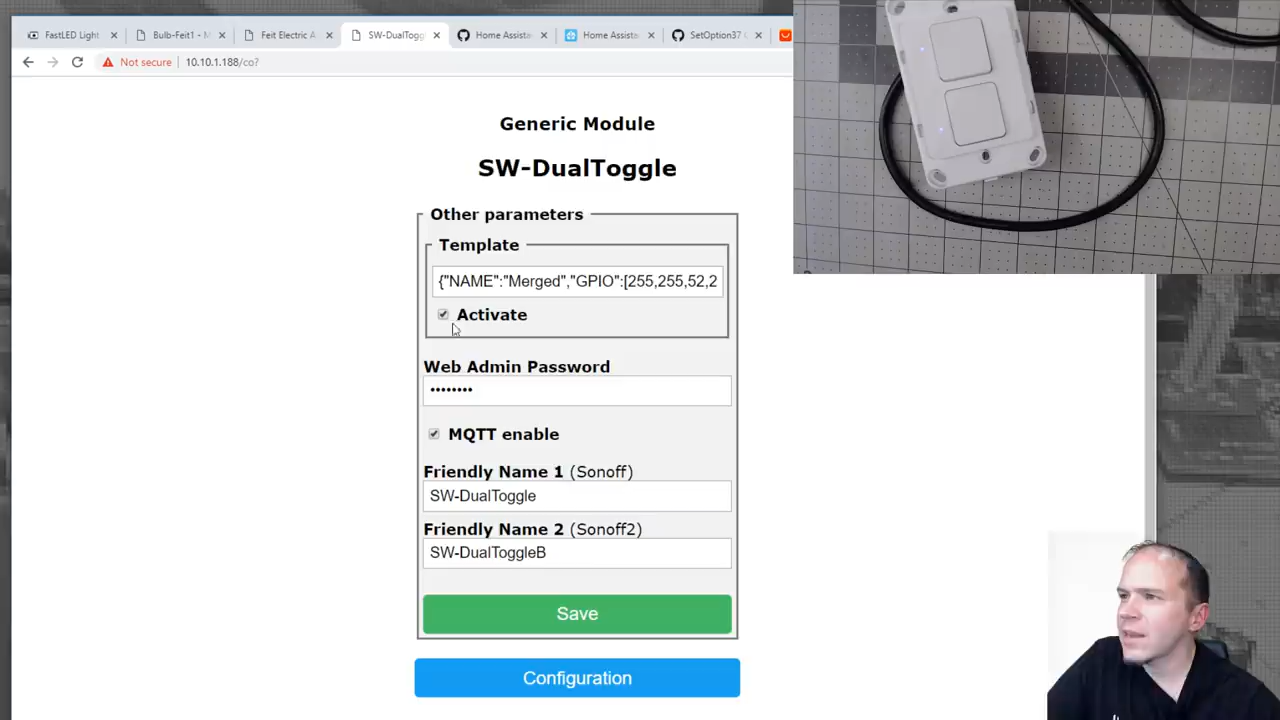 FastLED Light
Bulb-Feit1 - M
Feit Electric A
SW-DualToggl
Home Assista
Home Assista
SetOption37
Not secure
10.10.1.188/co?
Generic Module
SW-DualToggle
Other parameters
Template
{"NAME":"Merged","GPIO":[255,255,52,2
Activate
Web Admin Password
••••••••
MQTT enable
Friendly Name 1 (Sonoff)
SW-DualToggle
Friendly Name 2 (Sonoff2)
SW-DualToggleB
Save
Configuration